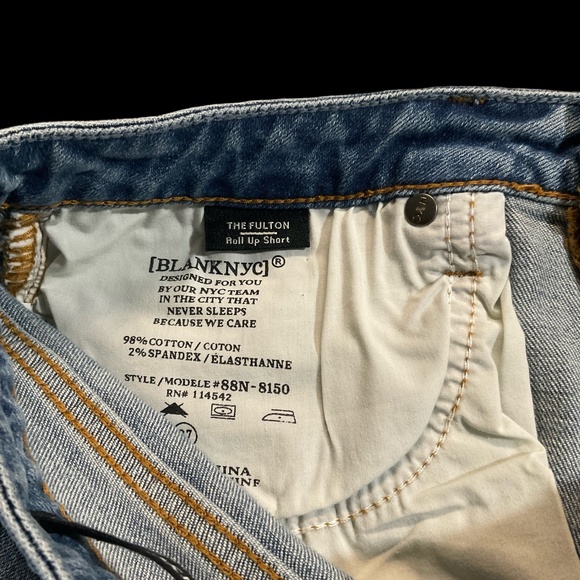 THE FULTON
Roll Up Short
[BLANKNYC]®
DESIGNED FOR YOU
BY OUR NYC TEAM
IN THE CITY THAT
NEVER SLEEPS
BECAUSE WE CARE
98% COTTON / COTON
2% SPANDEX / ÉLASTHANNE
STYLE / MODELE #88N-8150
RN# 114542
27